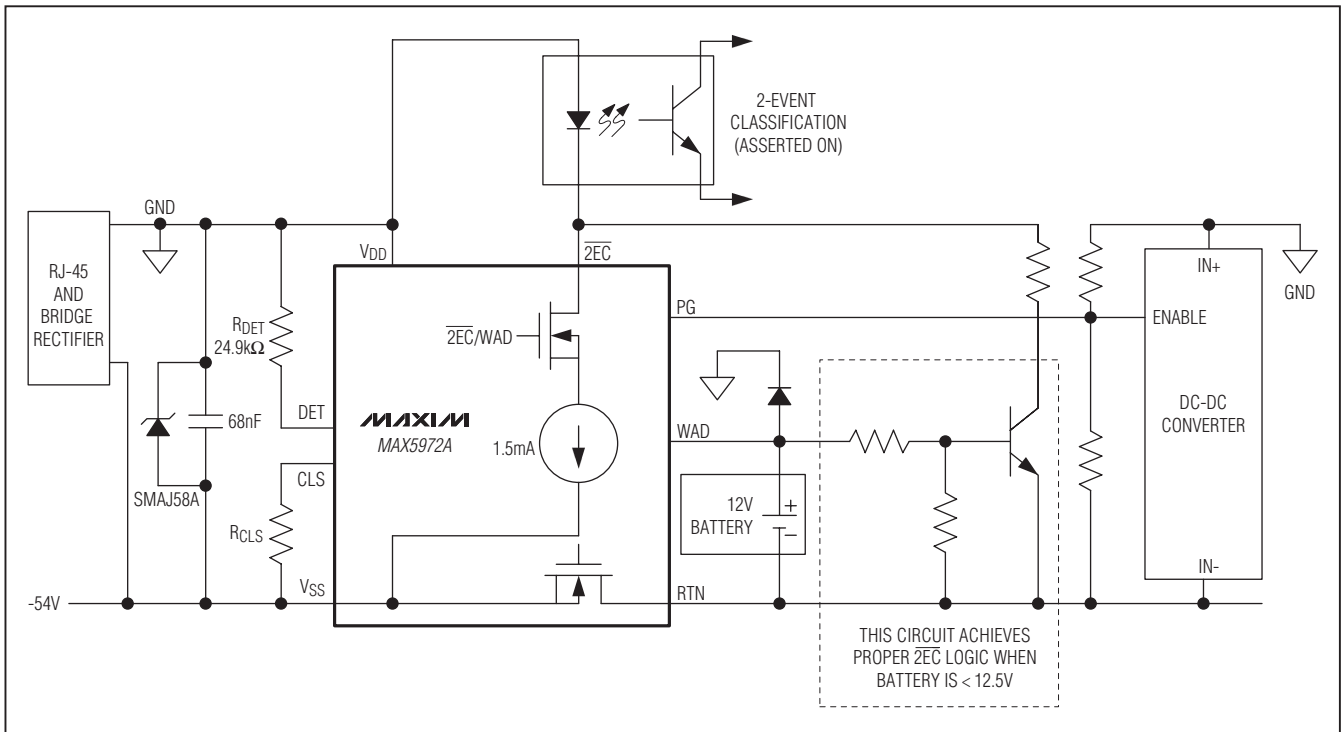 2-EVENT
CLASSIFICATION
(ASSERTED ON)
GND
RJ-45
AND
BRIDGE
RECTIFIER
VDD
2EC
IN+
GND
RDET
24.9kΩ
2EC/WAD
PG
ENABLE
DET
68nF
MAXIM
MAX5972A
1.5mA
WAD
DC-DC
CONVERTER
CLS
SMAJ58A
12V
BATTERY
+
−
RCLS
IN-
-54V
VSS
RTN
THIS CIRCUIT ACHIEVES
PROPER 2EC LOGIC WHEN
BATTERY IS < 12.5V